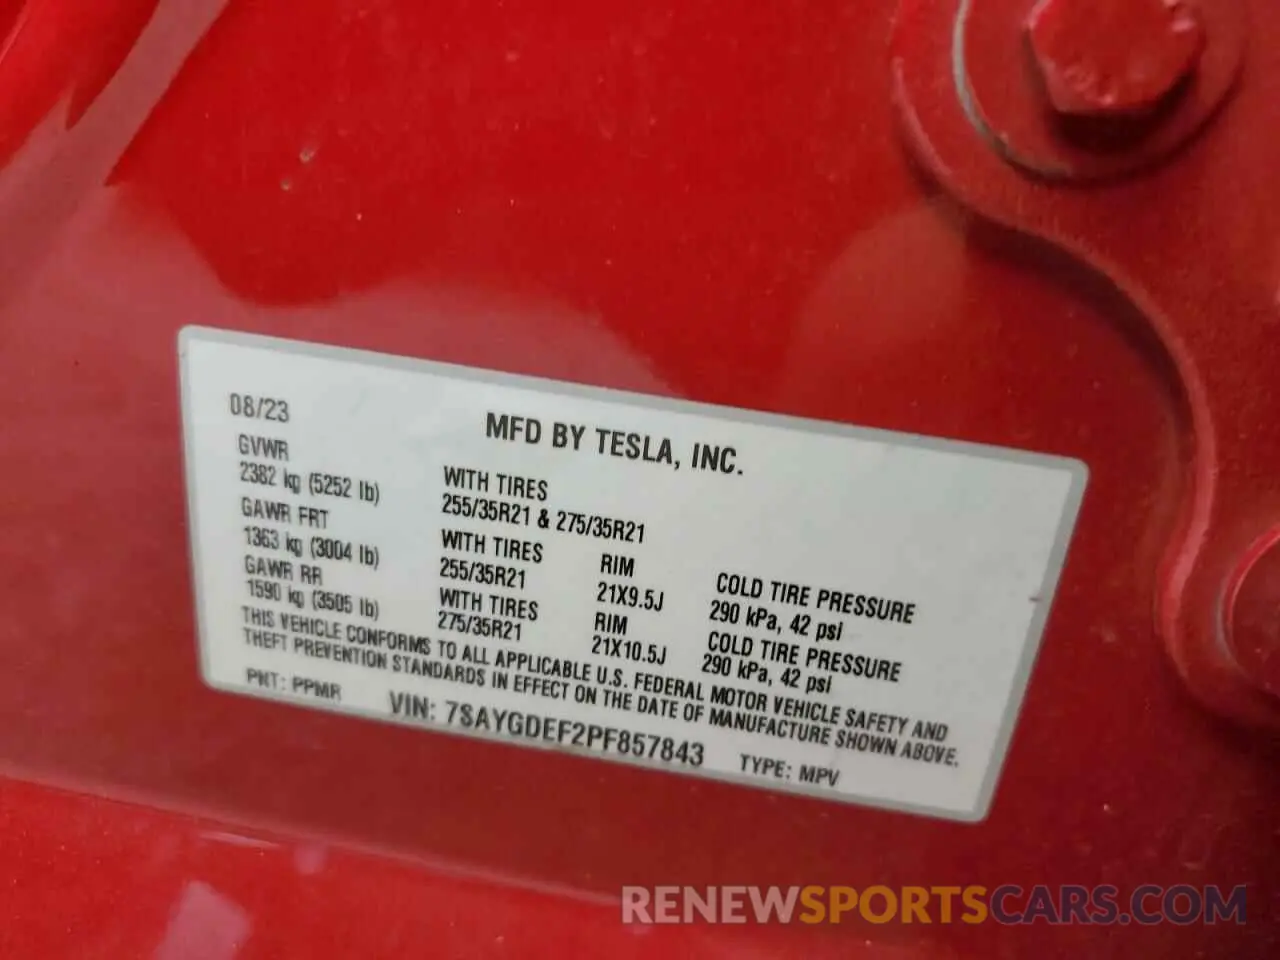 08/23
MFD BY TESLA, INC.
GVWR
2382 kg (5252 lb)
WITH TIRES
255/35R21 & 275/35R21
GAWR FRT
1363 kg (3004 lb)
WITH TIRES
255/35R21
RIM
21X9.5J
COLD TIRE PRESSURE
290 kPa, 42 psi
GAWR RR
1590 kg (3505 lb)
WITH TIRES
275/35R21
RIM
21X10.5J
COLD TIRE PRESSURE
290 kPa, 42 psi
THIS VEHICLE CONFORMS TO ALL APPLICABLE U.S. FEDERAL MOTOR VEHICLE SAFETY AND
THEFT PREVENTION STANDARDS IN EFFECT ON THE DATE OF MANUFACTURE SHOWN ABOVE.
PNT: PPMR VIN: 7SAYGDEF2PF857843 TYPE: MPV
RENEWSPORTSCARS.COM